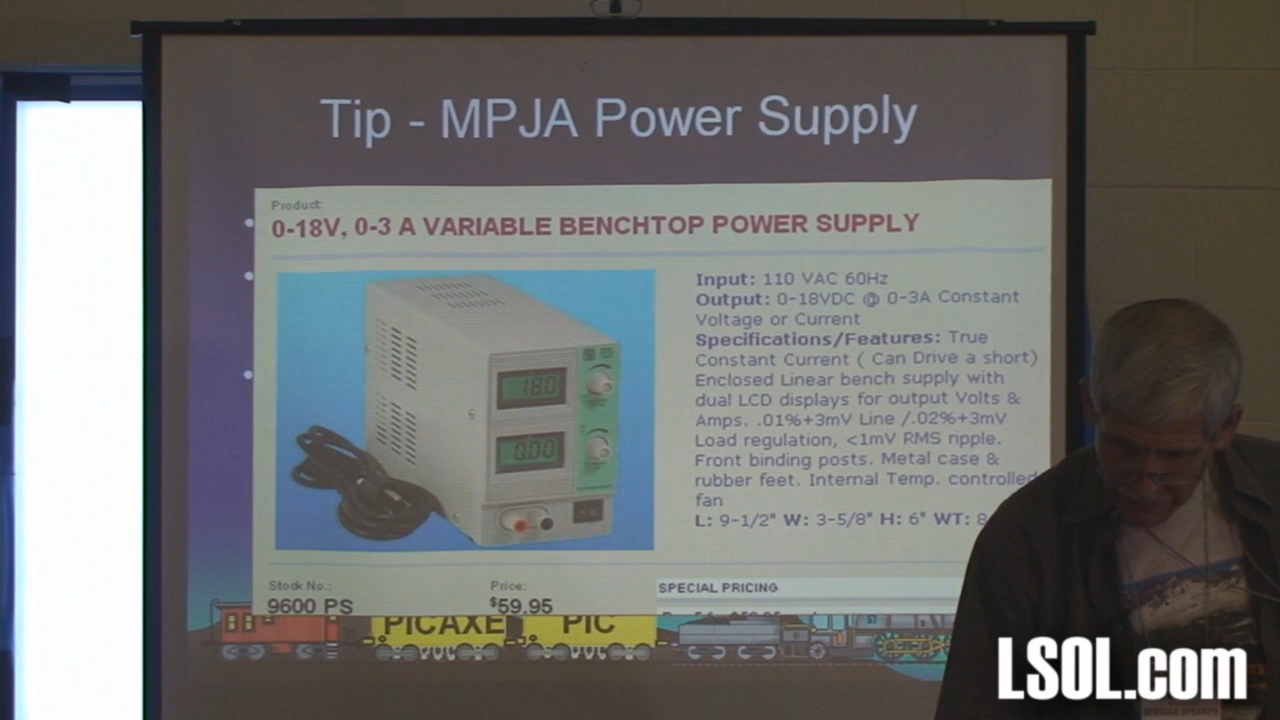 Tip - MPJA Power Supply
Product:
0-18V, 0-3 A VARIABLE BENCHTOP POWER SUPPLY
18.0
0.00
Input: 110 VAC 60Hz
Output: 0-18VDC @ 0-3A Constant
Voltage or Current
Specifications/Features: True
Constant Current ( Can Drive a short)
Enclosed Linear bench supply with
dual LCD displays for output Volts &
Amps. .01%+3mV Line /.02%+3mV
Load regulation, <1mV RMS ripple.
Front binding posts. Metal case &
rubber feet. Internal Temp. controlled
fan
L: 9-1/2" W: 3-5/8" H: 6" WT: 8
Stock No.:
9600 PS
Price:
$59.95
SPECIAL PRICING
PICAXE
PIC
57
LSOL.com
SEMINAR SPEAKER